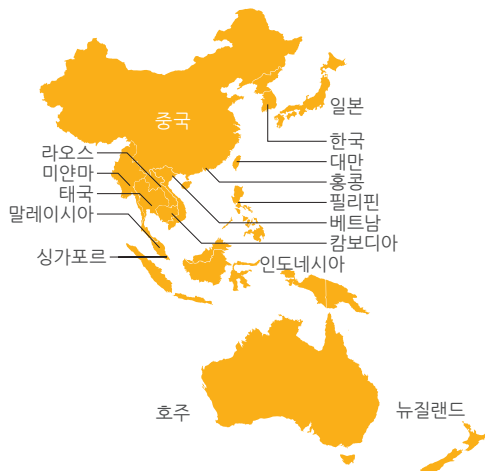 일본
중국
한국
라오스
대만
미얀마
홍콩
태국
필리핀
말레이시아
베트남
캄보디아
싱가포르
인도네시아
호주
뉴질랜드